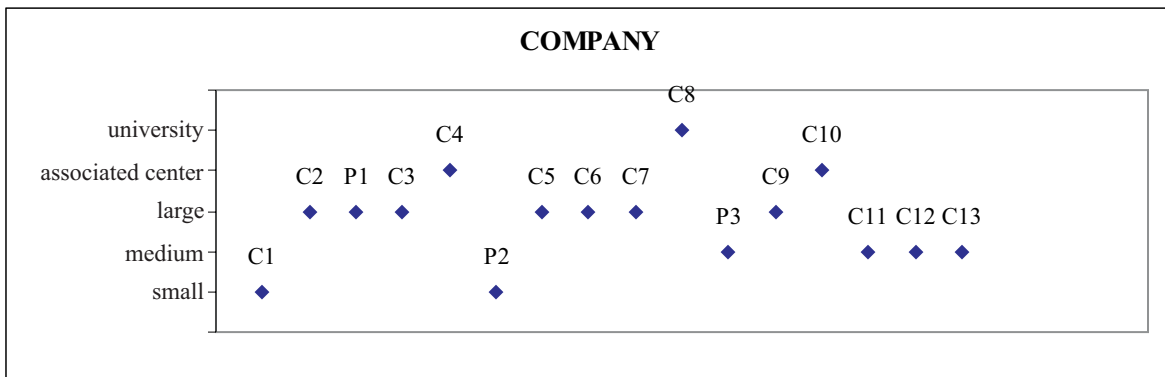 COMPANY
C8
university
C4
C10
associated center
C2 P1 C3 C5 C6 C7 C9
large
P3 C11 C12 C13
medium
C1 P2
small